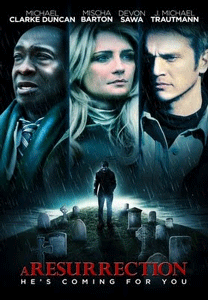 MICHAEL CLARKE DUNCAN
MISCHA BARTON
DEVON SAWA
J. MICHAEL TRAUTMANN
A RESURRECTION
HE'S COMING FOR YOU